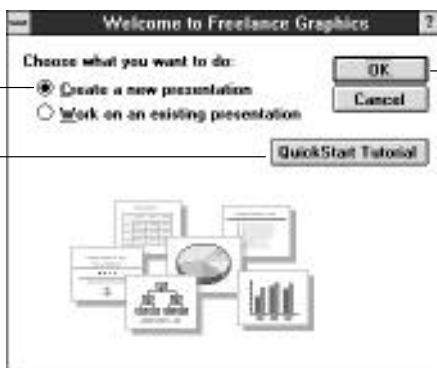 Welcome to Freelance Graphics ?
Choose what you want to do:
Create a new presentation
Work on an existing presentation
OK
Cancel
QuickStart Tutorial